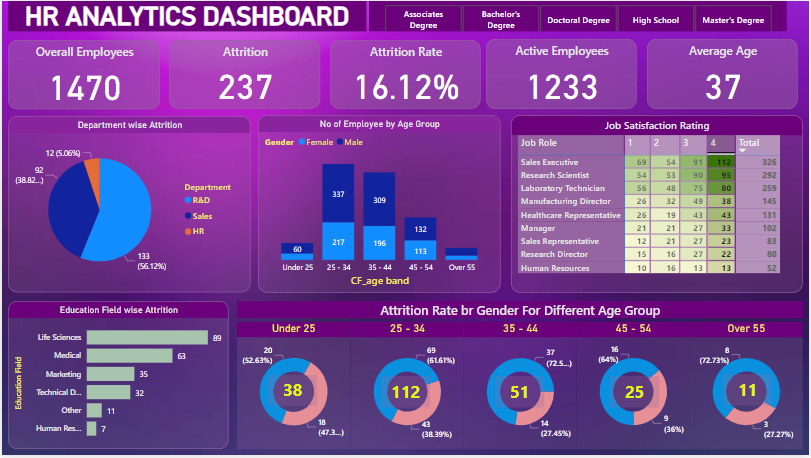 HR ANALYTICS DASHBOARD
Associates Degree
Bachelor's Degree
Doctoral Degree
High School
Master's Degree
Overall Employees
1470
Attrition
237
Attrition Rate
16.12%
Active Employees
1233
Average Age
37
Department wise Attrition
12 (5.06%)
92
(38.82...)
133
(56.12%)
Department
R&D
Sales
HR
No of Employee by Age Group
Gender Female Male
337
309
132
60
217
196
113
Under 25 25 - 34 35 - 44 45 - 54 Over 55
CF_age band
Job Satisfaction Rating
Job Role 1 2 3 4 Total
Sales Executive 69 54 91 112 326
Research Scientist 54 53 90 95 292
Laboratory Technician 56 48 75 80 259
Manufacturing Director 26 32 49 38 145
Healthcare Representative 26 19 43 43 131
Manager 21 21 27 33 102
Sales Representative 12 21 27 23 83
Research Director 15 16 27 22 80
Human Resources 10 16 13 13 52
Education Field wise Attrition
Education Field
Life Sciences 89
Medical 63
Marketing 35
Technical D... 32
Other 11
Human Res... 7
Attrition Rate br Gender For Different Age Group
Under 25
20
(52.63%)
38
18
(47.3...)
25 - 34
69
(61.61%)
112
43
(38.39%)
35 - 44
37
(72.5...)
51
14
(27.45%)
45 - 54
16
(64%)
25
9
(36%)
Over 55
8
(72.73%)
11
3
(27.27%)